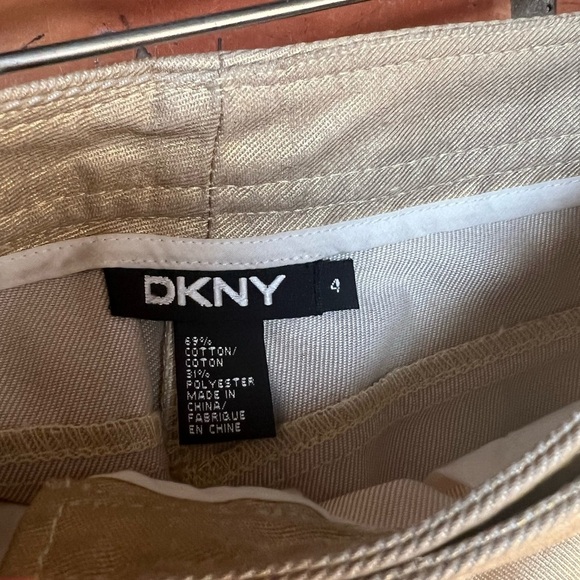 DKNY 4
69%
COTTON/
COTON
31%
POLYESTER
MADE IN
CHINA/
FABRIQUE
EN CHINE